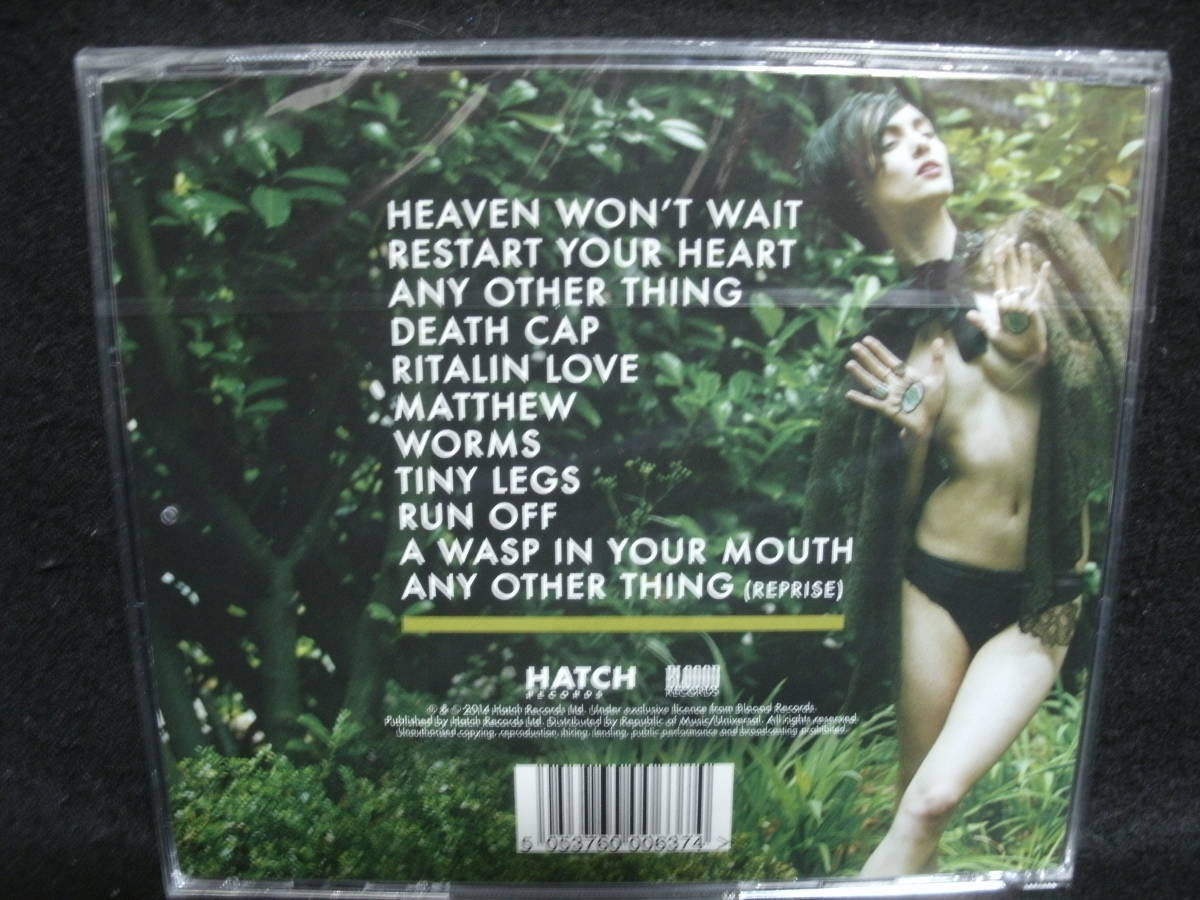 HEAVEN WON'T WAIT
RESTART YOUR HEART
ANY OTHER THING
DEATH CAP
RITALIN LOVE
MATTHEW
WORMS
TINY LEGS
RUN OFF
A WASP IN YOUR MOUTH
ANY OTHER THING (REPRISE)
HATCH
RECORDS
BLOOOD
RECORDS
℗ & © 2014 Hatch Records Ltd. Under exclusive licence from Bloood Records.
Published by Hatch Records Ltd. Distributed by Republic of Music/Universal. All rights reserved.
Unauthorised copying, reproduction, hiring, lending, public performance and broadcasting prohibited.
5 053760 006374 >